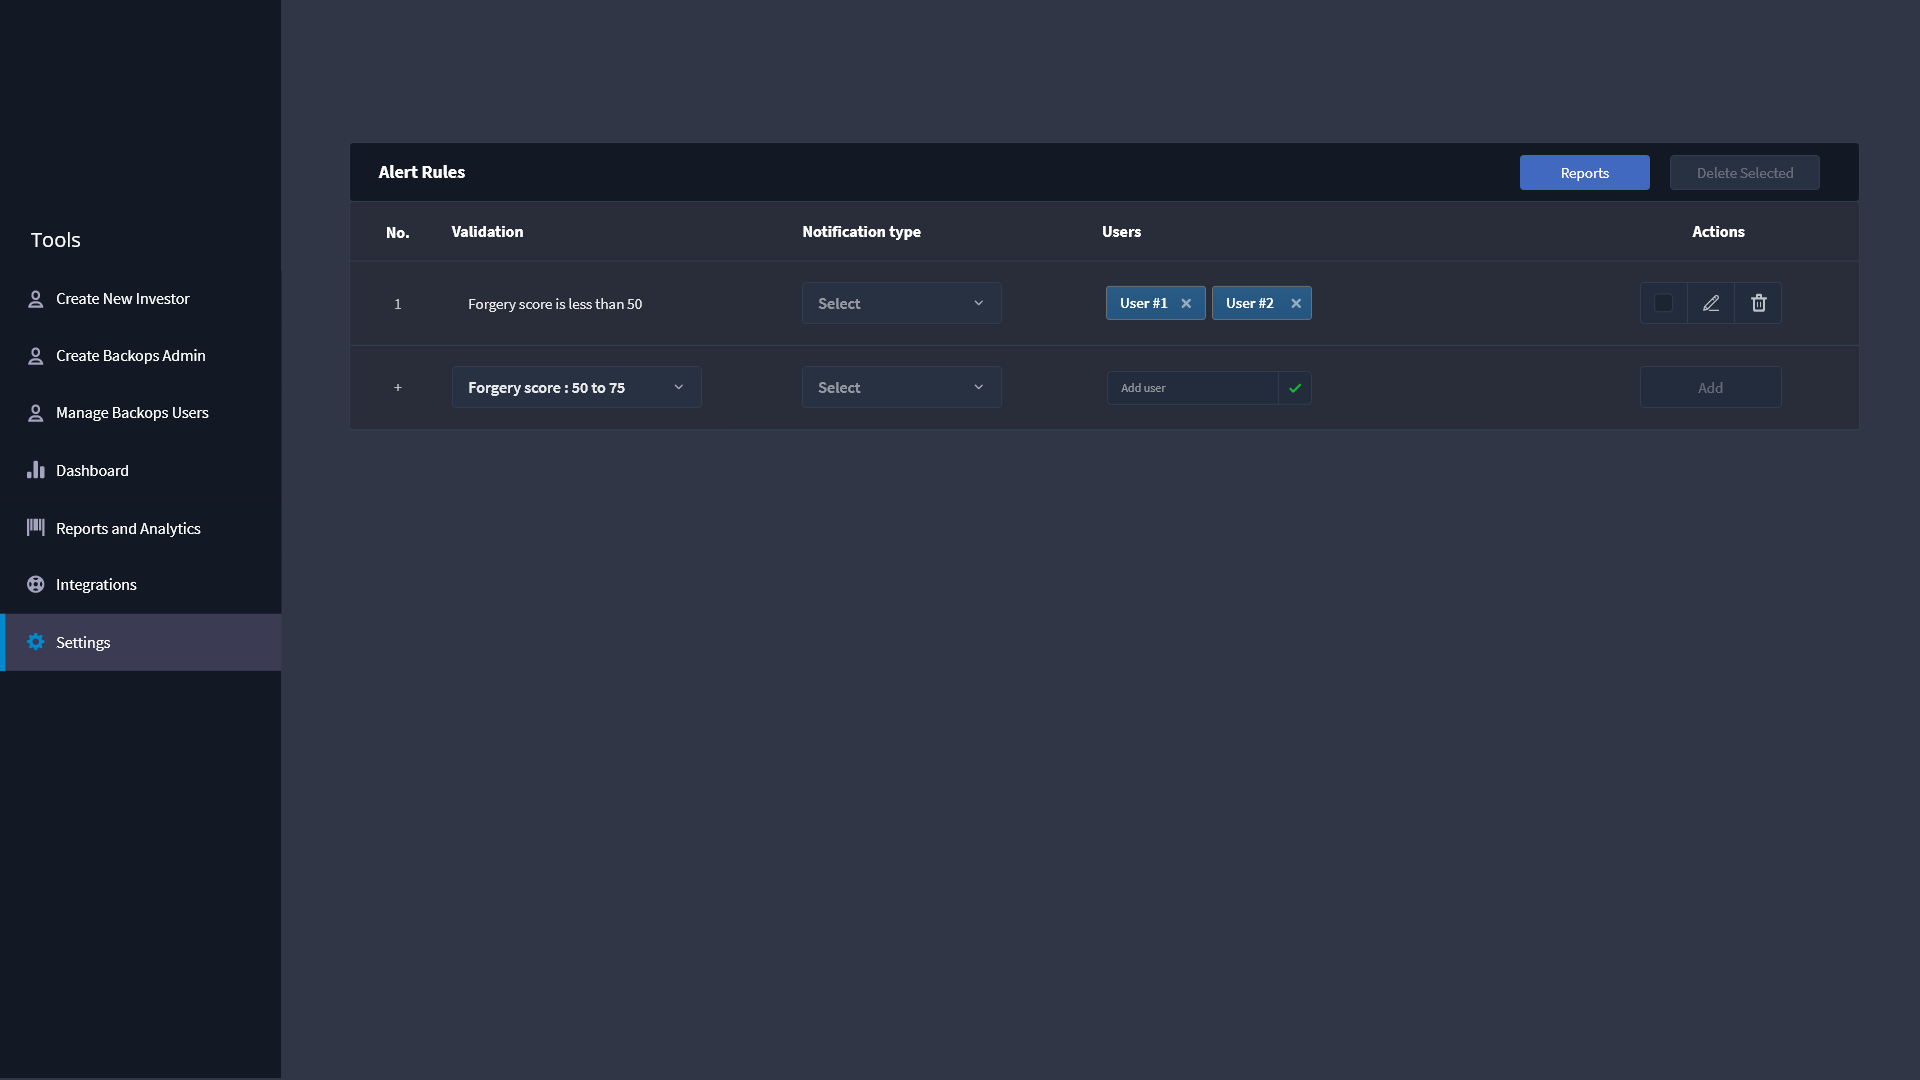 Tools
Create New Investor
Create Backops Admin
Manage Backops Users
Dashboard
Reports and Analytics
Integrations
Settings
Alert Rules
Reports
Delete Selected
No.
Validation
Notification type
Users
Actions
1
Forgery score is less than 50
Select
User #1
User #2
+
Forgery score : 50 to 75
Select
Add user
Add